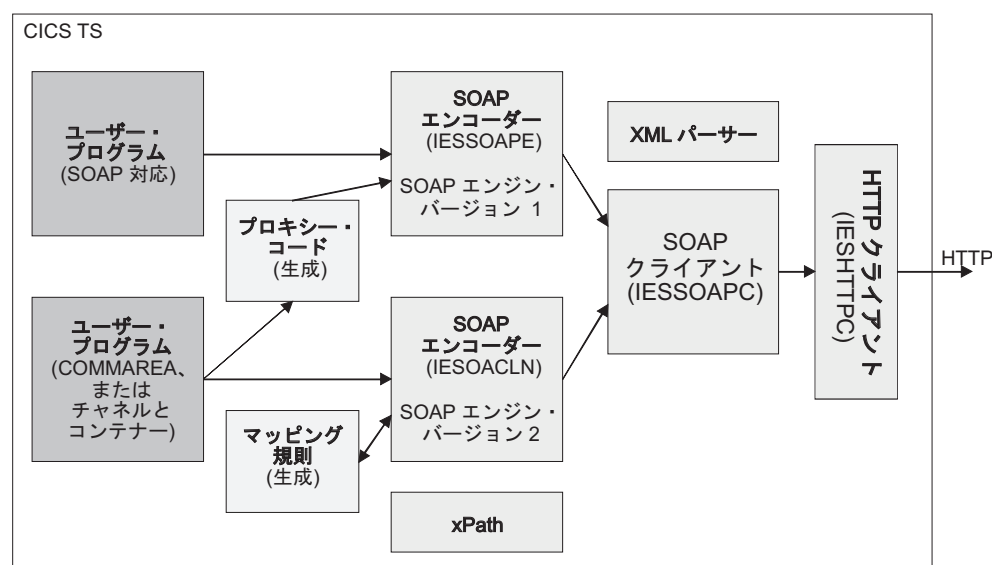 CICS TS
ユーザー・
プログラム
(SOAP 対応)
SOAP
エンコーダー
(IESSOAPE)
SOAP エンジン・
バージョン 1
XML パーサー
プロキシー・
コード
(生成)
SOAP
クライアント
(IESSOAPC)
HTTP クライアント
(IESHTTPC)
HTTP
ユーザー・
プログラム
(COMMAREA、
または
チャネルと
コンテナー)
SOAP
エンコーダー
(IESOACLN)
SOAP エンジン・
バージョン 2
マッピング
規則
(生成)
xPath